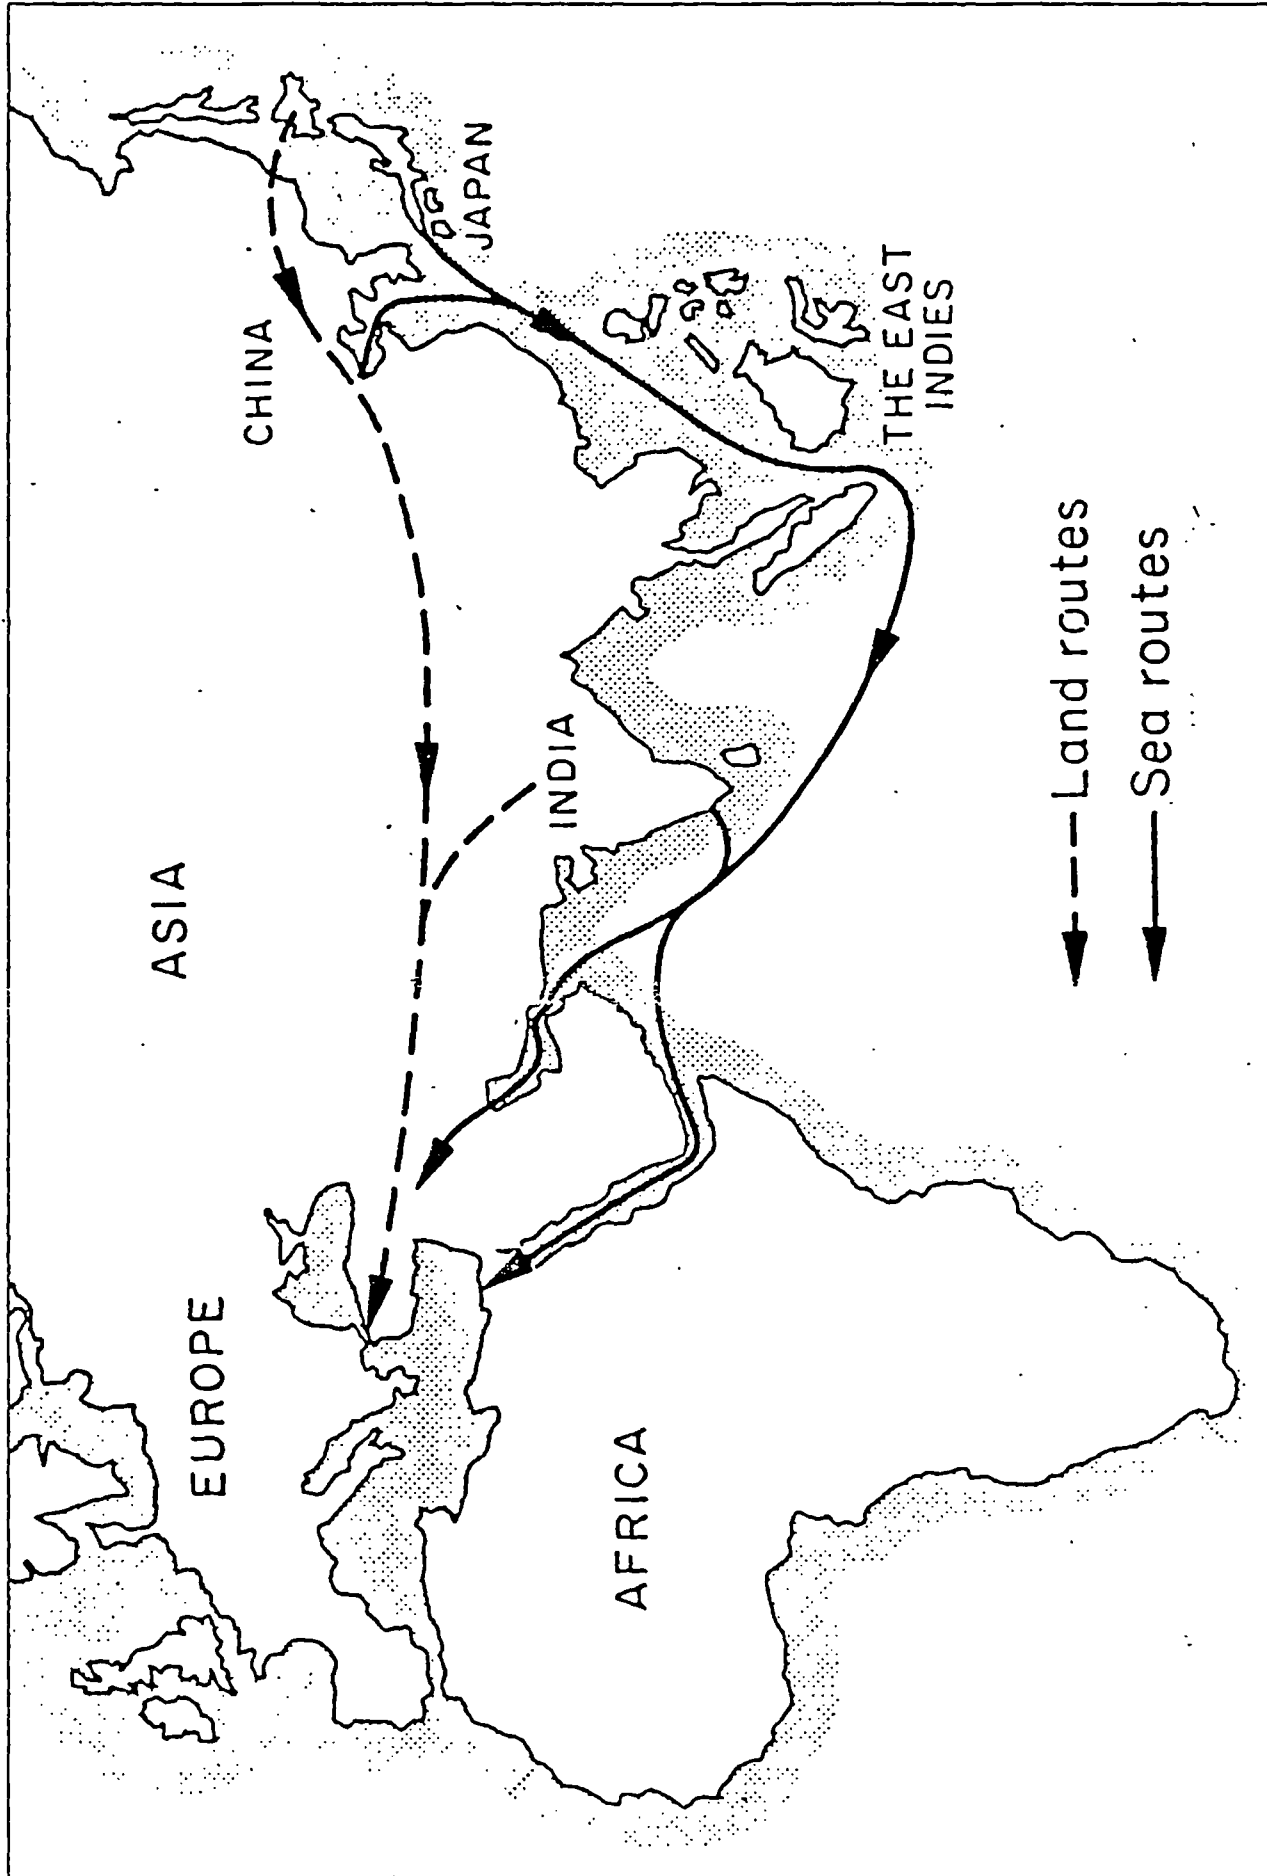 EUROPE
ASIA
CHINA
JAPAN
INDIA
THE EAST
INDIES
AFRICA
Land routes
Sea routes